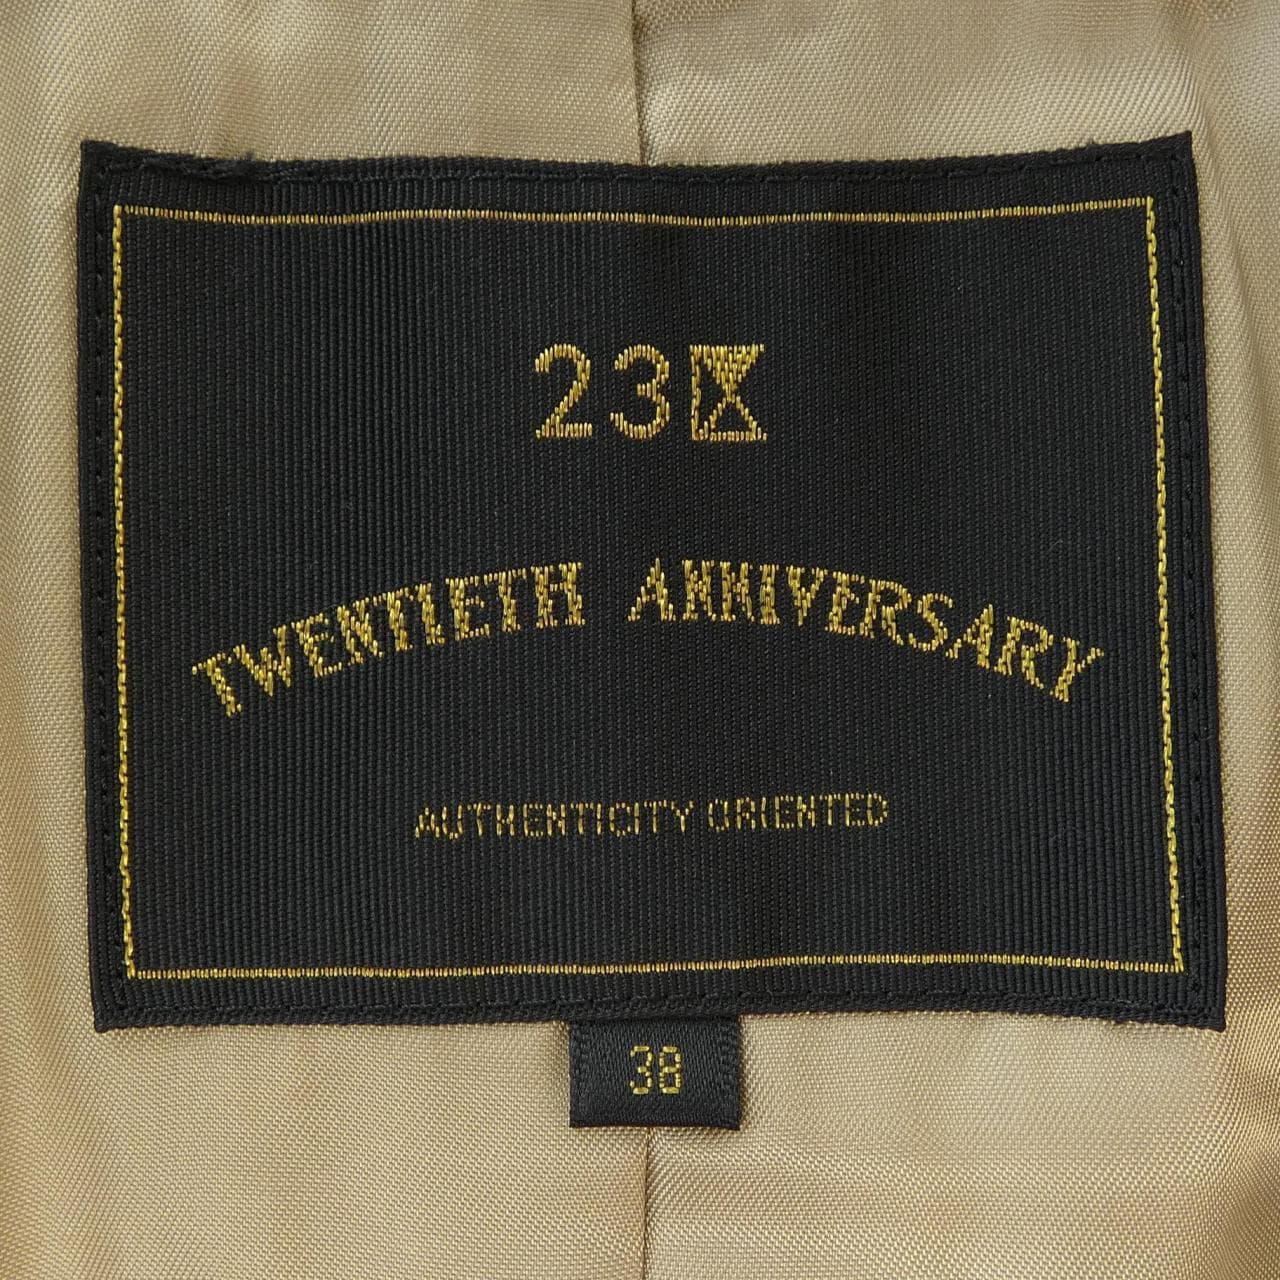 23区
TWENTIETH ANNIVERSARY
AUTHENTICITY ORIENTED
38